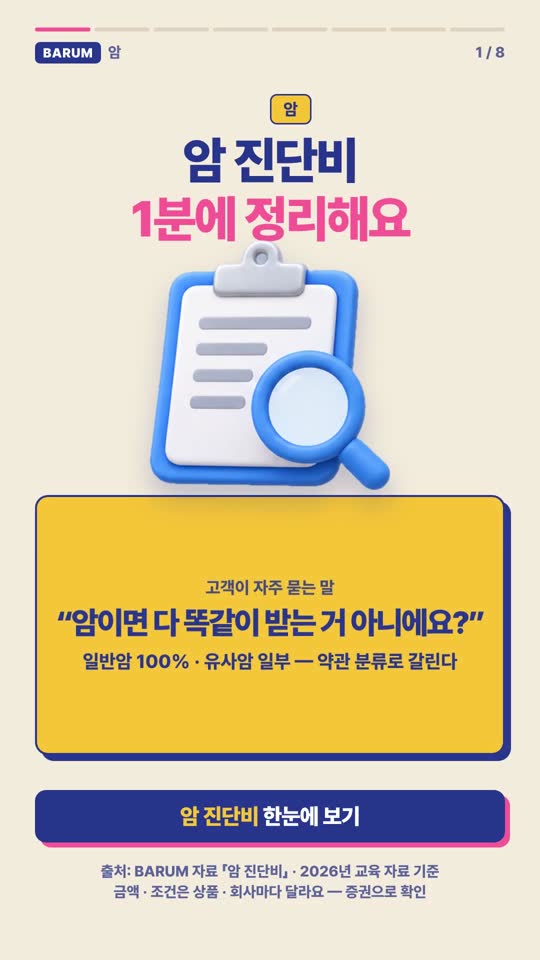 BARUM 암
1 / 8
암
암 진단비
1분에 정리해요
고객이 자주 묻는 말
“암이면 다 똑같이 받는 거 아니에요?”
일반암 100% · 유사암 일부 — 약관 분류로 갈린다
암 진단비 한눈에 보기
출처: BARUM 자료 「암 진단비」 · 2026년 교육 자료 기준
금액 · 조건은 상품 · 회사마다 달라요 — 증권으로 확인